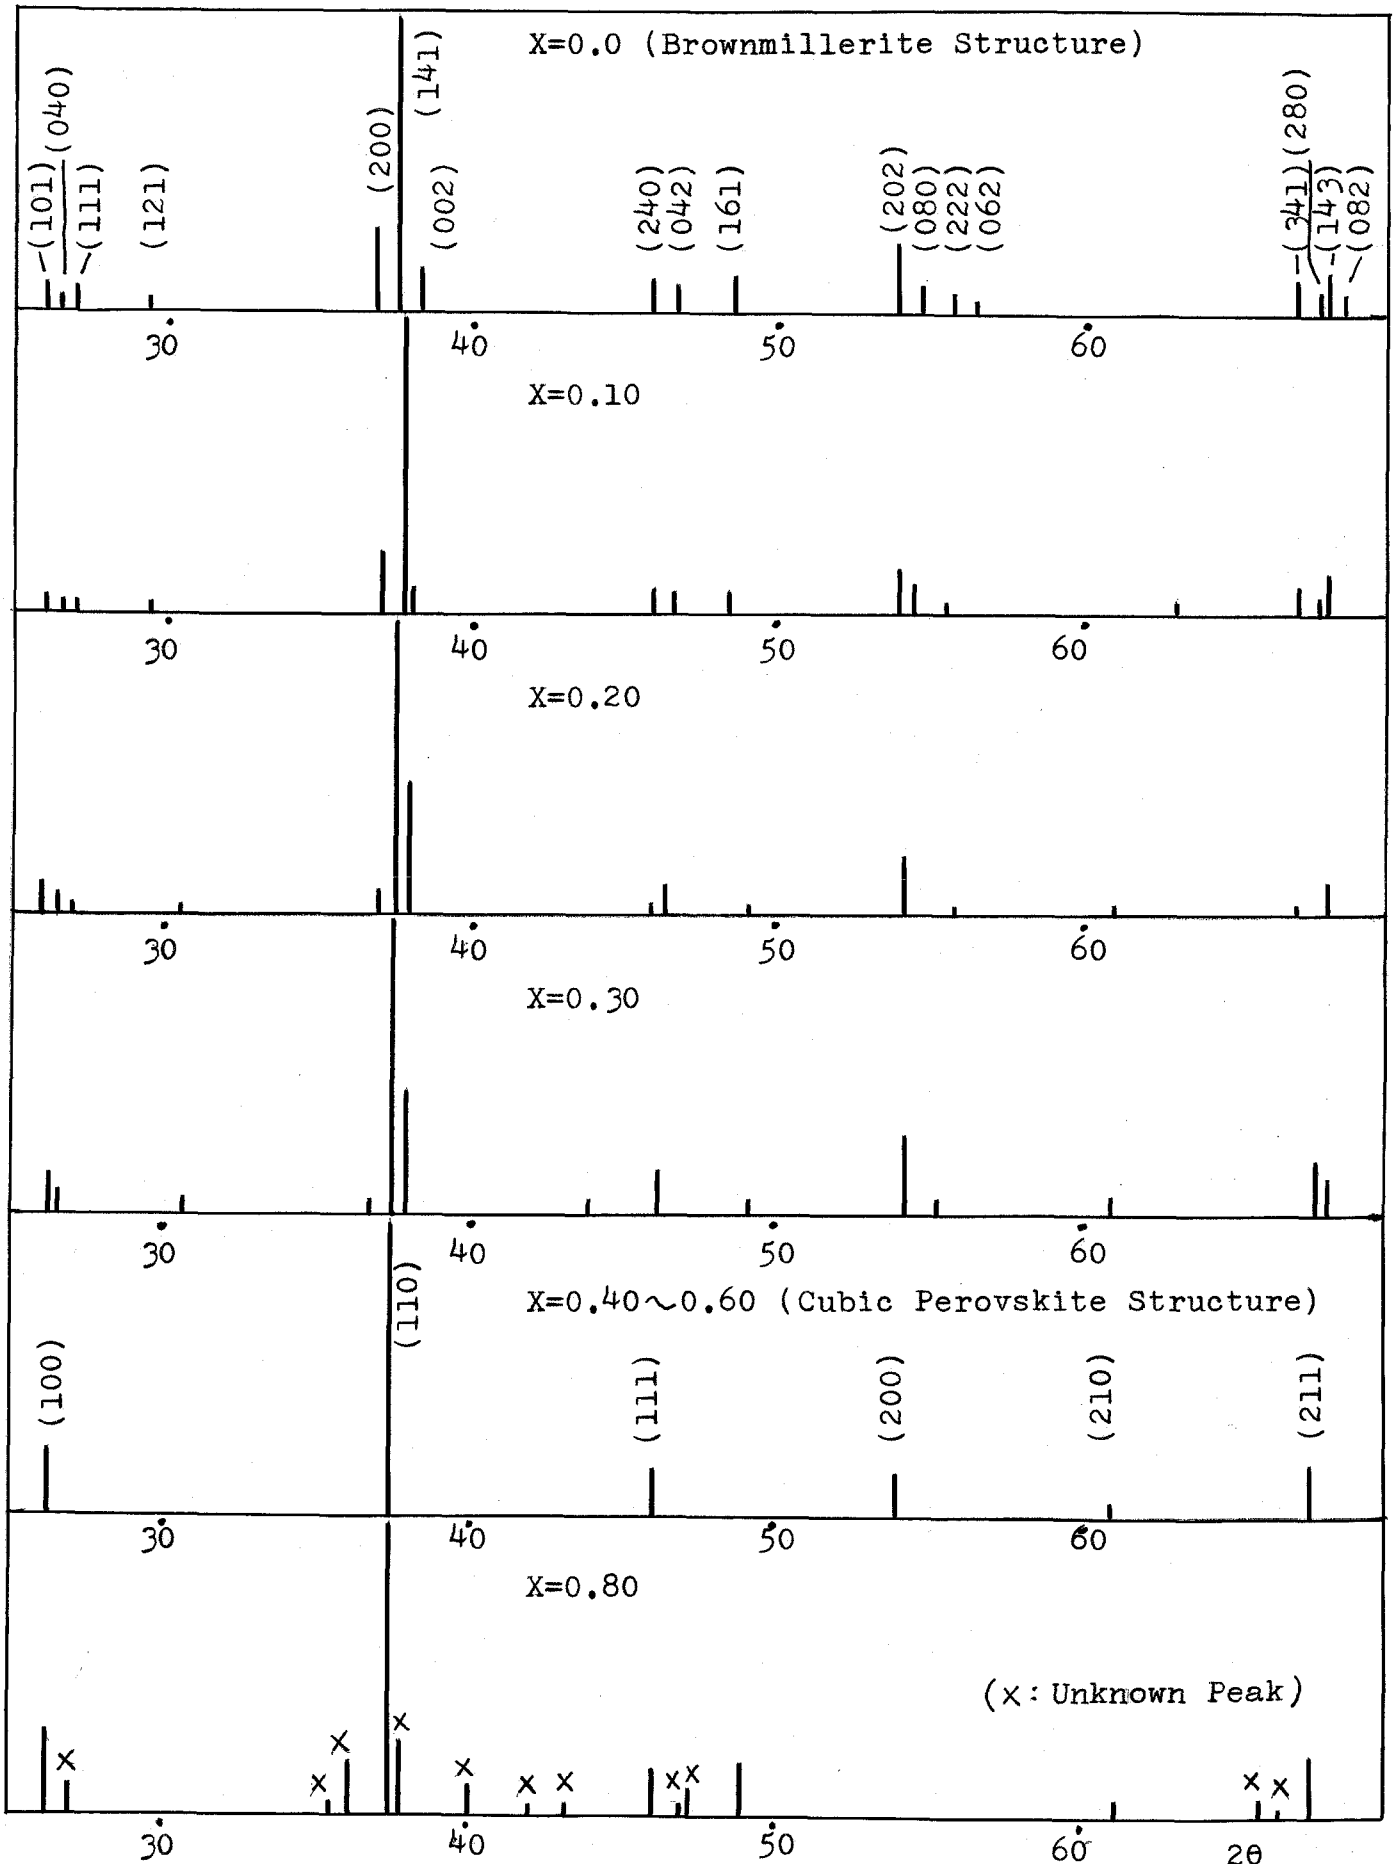 X=0.0 (Brownmillerite Structure)
(101)
(040)
(111)
(121)
(200)
(141)
(002)
(240)
(042)
(161)
(202)
(080)
(222)
(062)
(341)
(280)
(143)
(082)
30 40 50 60
X=0.10
30 40 50 60
X=0.20
30 40 50 60
X=0.30
30 40 50 60
X=0.40~0.60 (Cubic Perovskite Structure)
(100)
(110)
(111)
(200)
(210)
(211)
30 40 50 60
X=0.80
(x: Unknown Peak)
x x x x x x x x x x x
30 40 50 60 2θ